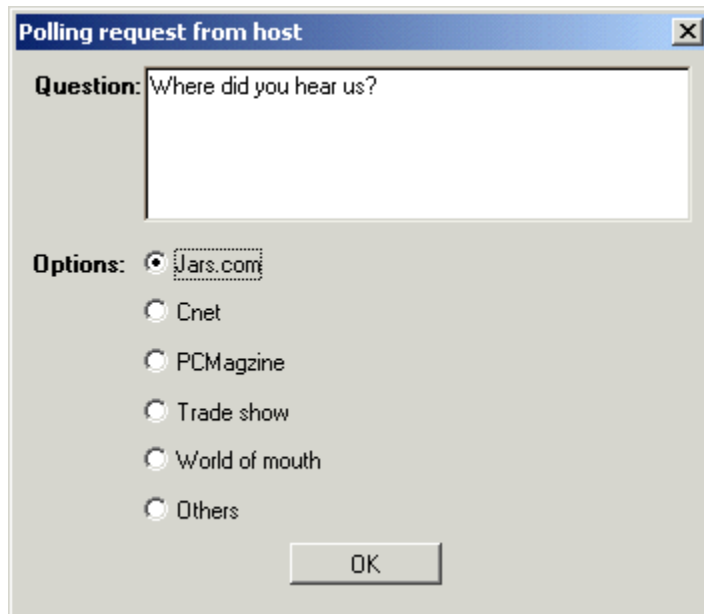 Polling request from host
Question: Where did you hear us?
Options: Jars.com
Cnet
PCMagzine
Trade show
World of mouth
Others
OK